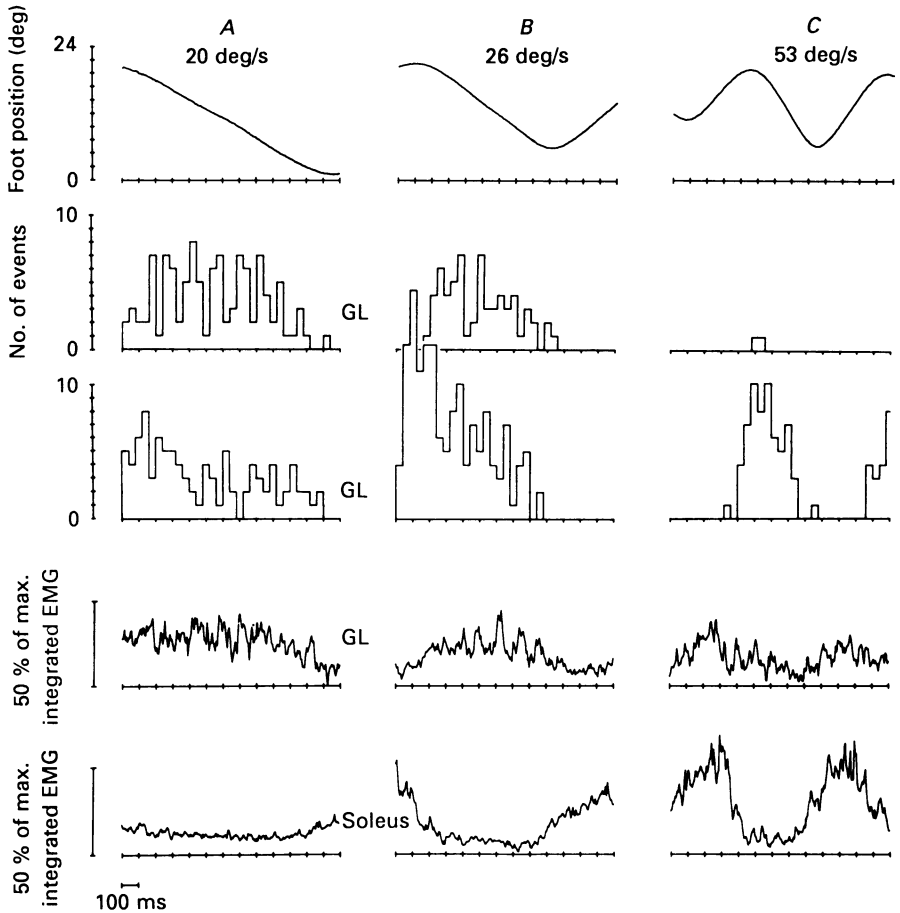 A
20 deg/s
B
26 deg/s
C
53 deg/s
Foot position (deg)
24
0
No. of events
10
0
GL
10
0
GL
50 % of max.
integrated EMG
GL
50 % of max.
integrated EMG
Soleus
100 ms